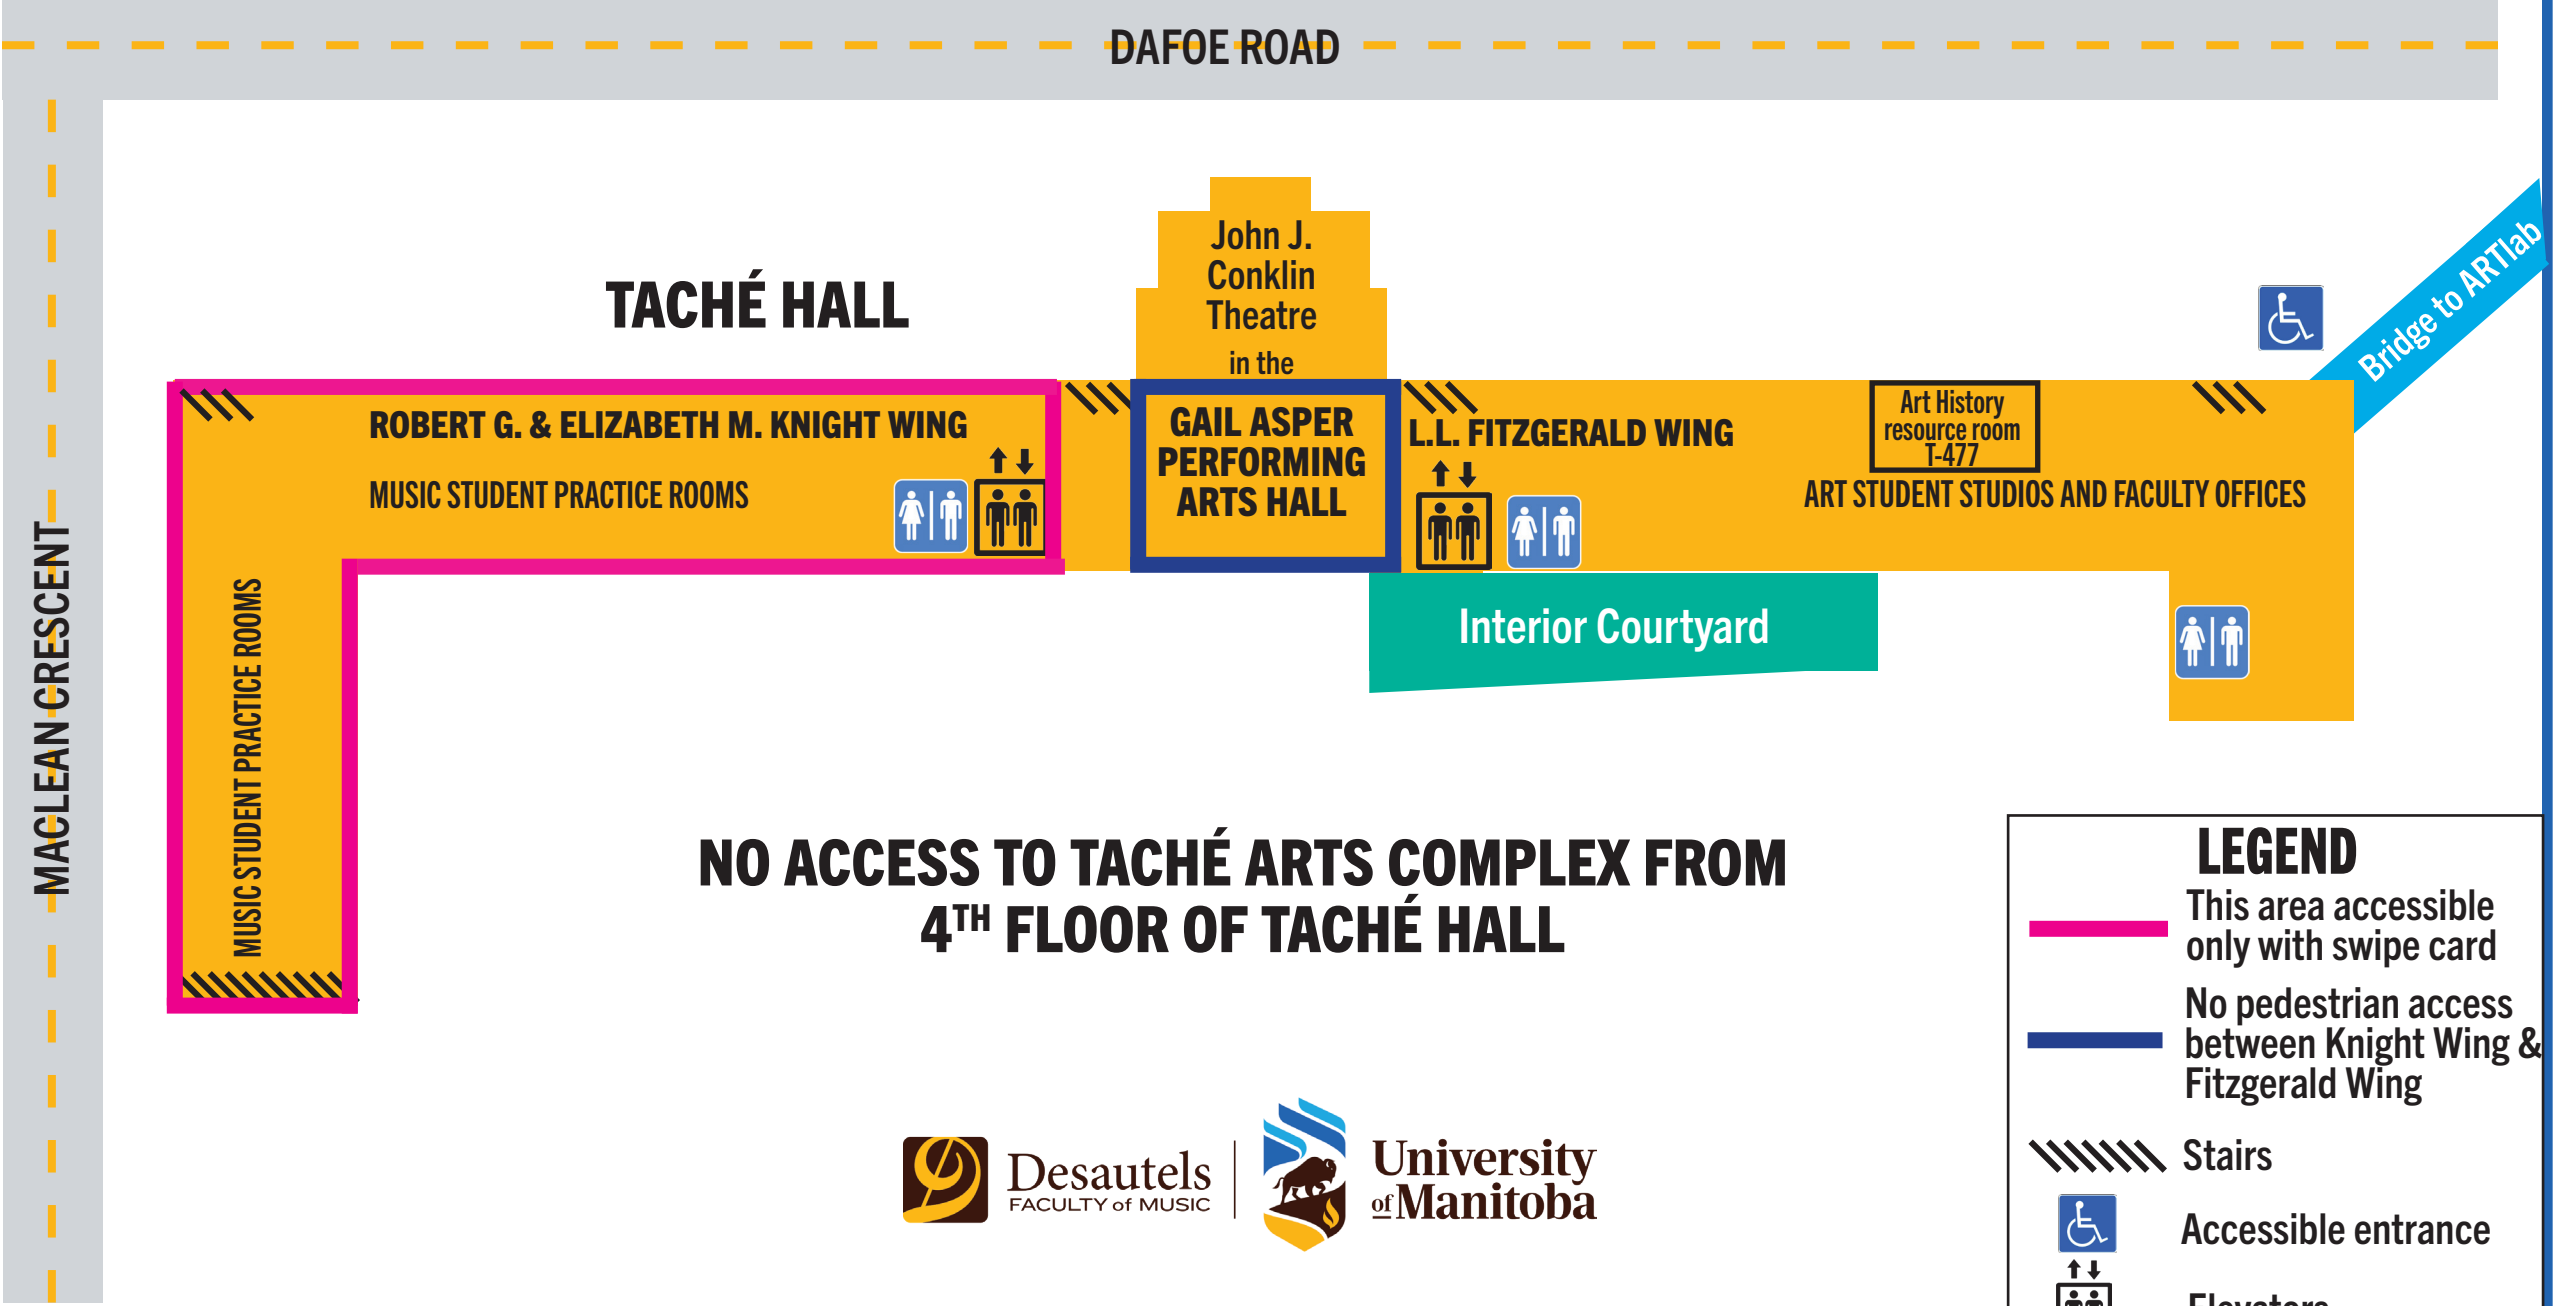 DAFOE ROAD
MACLEAN CRESCENT
TACHÉ HALL
John J.
Conklin
Theatre
in the
GAIL ASPER
PERFORMING
ARTS HALL
Bridge to ARTlab
ROBERT G. & ELIZABETH M. KNIGHT WING
MUSIC STUDENT PRACTICE ROOMS
MUSIC STUDENT PRACTICE ROOMS
L.L. FITZGERALD WING
Art History
resource room
T-477
ART STUDENT STUDIOS AND FACULTY OFFICES
Interior Courtyard
NO ACCESS TO TACHÉ ARTS COMPLEX FROM
4TH FLOOR OF TACHÉ HALL
Desautels
FACULTY of MUSIC
University
of Manitoba
LEGEND
This area accessible
only with swipe card
No pedestrian access
between Knight Wing &
Fitzgerald Wing
Stairs
Accessible entrance
Elevators